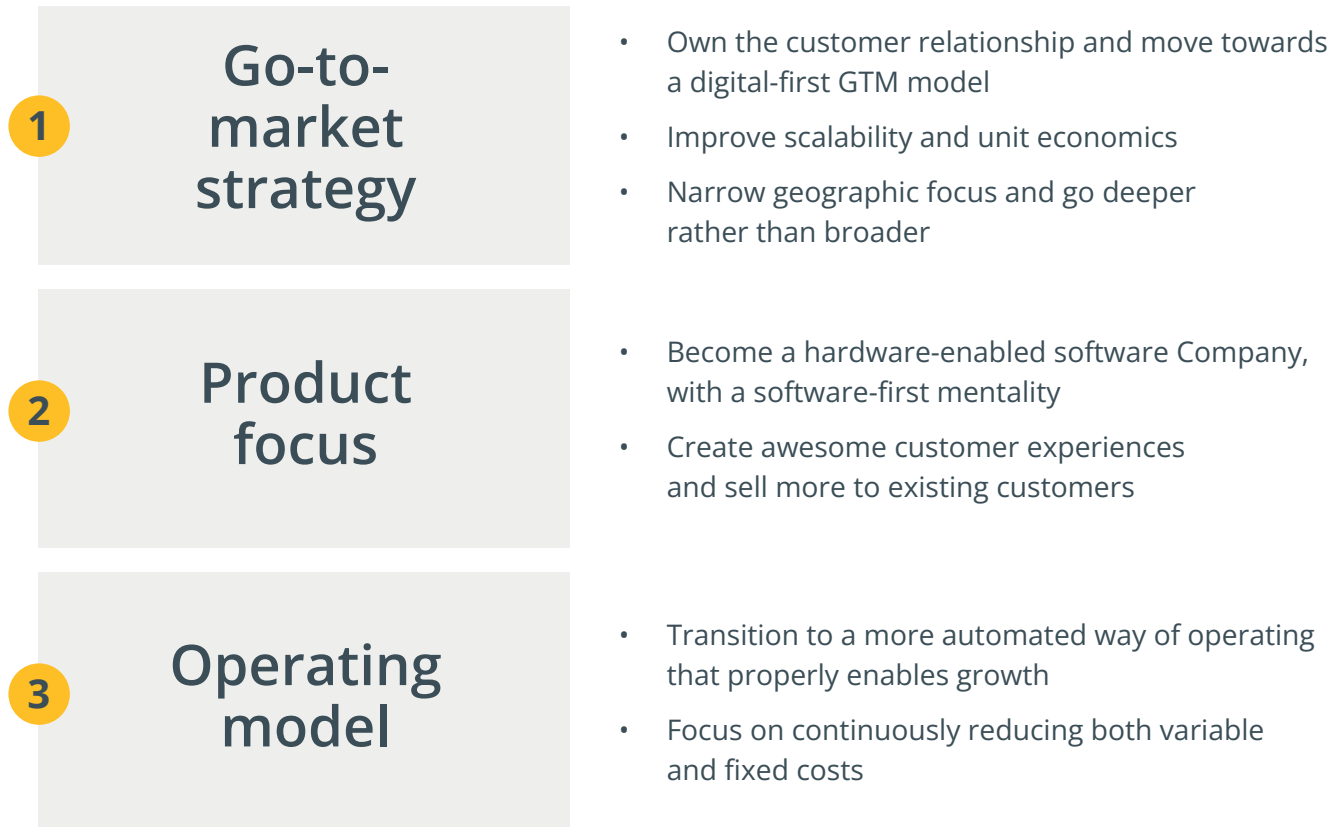 1
Go-to-
market
strategy
• Own the customer relationship and move towards
a digital-first GTM model
• Improve scalability and unit economics
• Narrow geographic focus and go deeper
rather than broader
2
Product
focus
• Become a hardware-enabled software Company,
with a software-first mentality
• Create awesome customer experiences
and sell more to existing customers
3
Operating
model
• Transition to a more automated way of operating
that properly enables growth
• Focus on continuously reducing both variable
and fixed costs